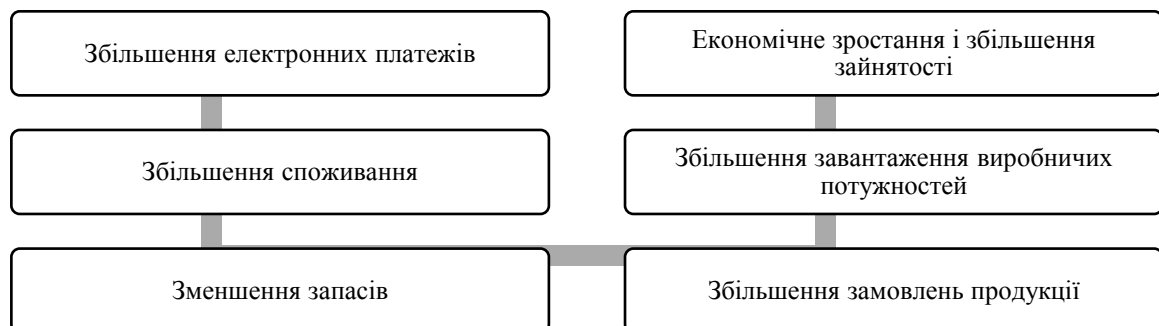 Збільшення електронних платежів
Збільшення споживання
Зменшення запасів
Збільшення замовлень продукції
Збільшення завантаження виробничих
потужностей
Економічне зростання і збільшення
зайнятості